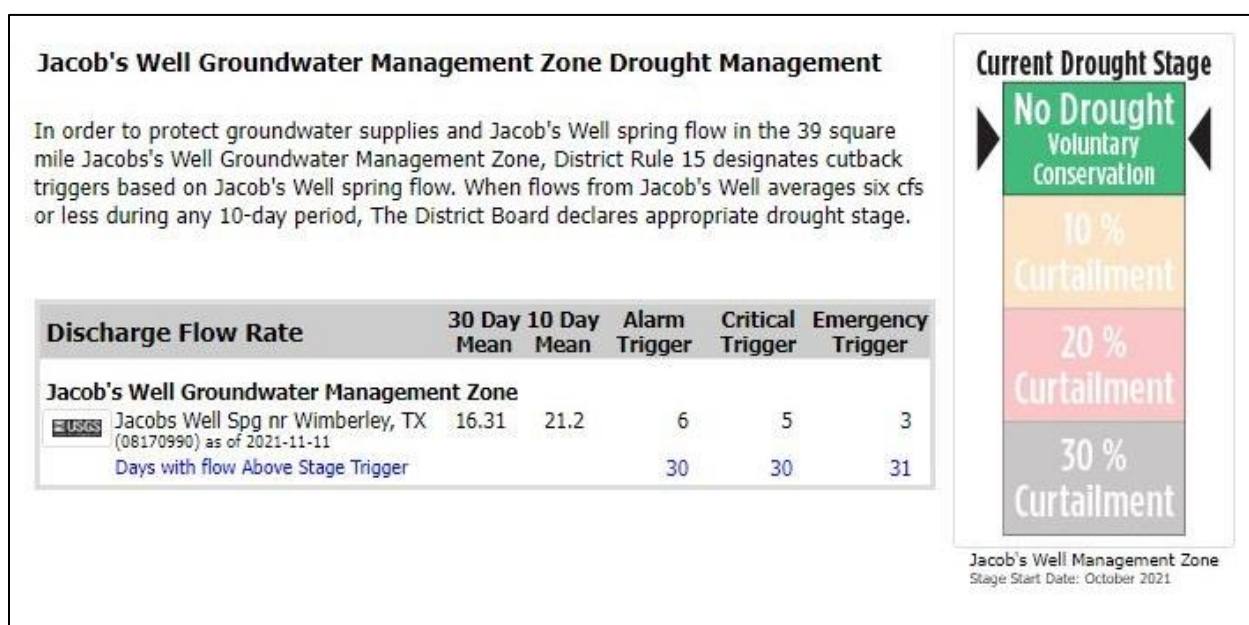 Jacob's Well Groundwater Management Zone Drought Management
In order to protect groundwater supplies and Jacob's Well spring flow in the 39 square
mile Jacobs's Well Groundwater Management Zone, District Rule 15 designates cutback
triggers based on Jacob's Well spring flow. When flows from Jacob's Well averages six cfs
or less during any 10-day period, The District Board declares appropriate drought stage.
Discharge Flow Rate
30 Day Mean
10 Day Mean
Alarm Trigger
Critical Trigger
Emergency Trigger
Jacob's Well Groundwater Management Zone
USGS Jacobs Well Spg nr Wimberley, TX 16.31 21.2 6 5 3
(08170990) as of 2021-11-11
Days with flow Above Stage Trigger 30 30 31
Current Drought Stage
No Drought
Voluntary
Conservation
10 %
Curtailment
20 %
Curtailment
30 %
Curtailment
Jacob's Well Management Zone
Stage Start Date: October 2021